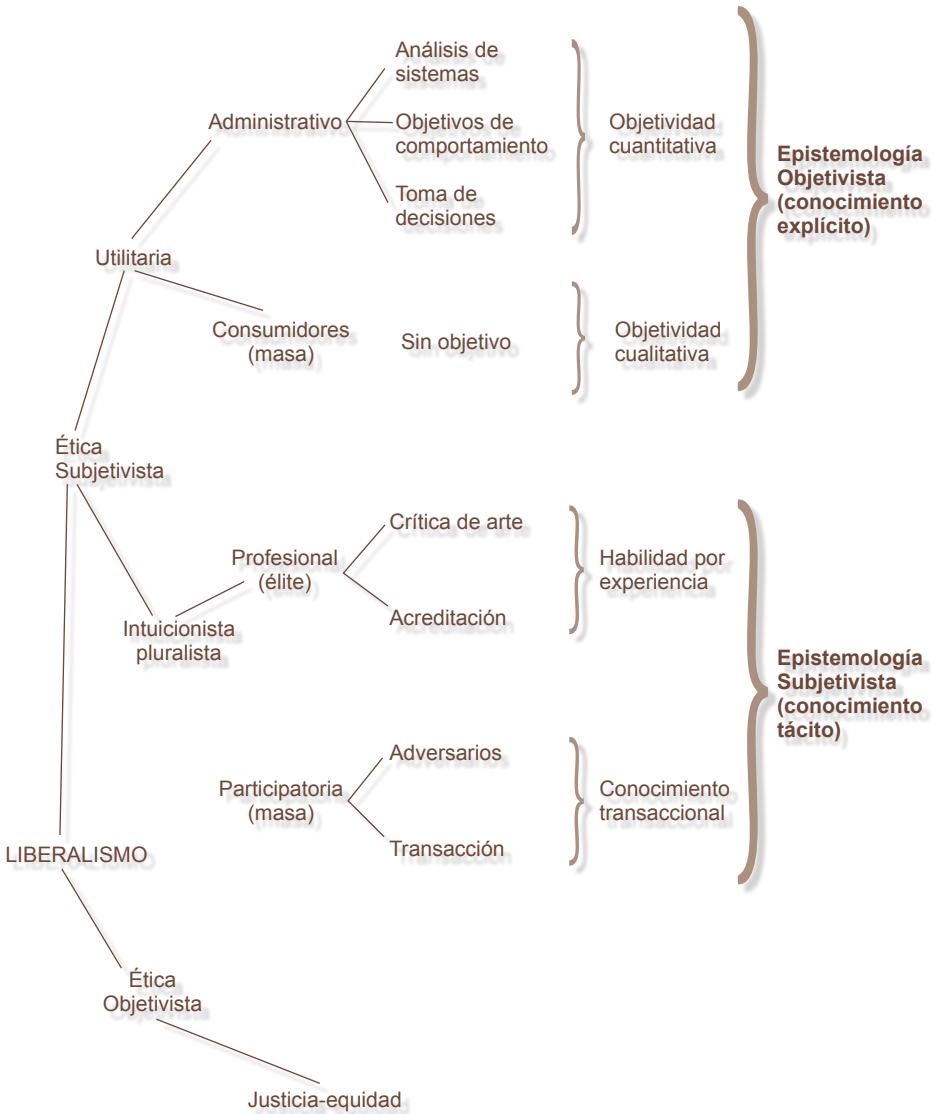 Análisis de
sistemas
Administrativo
Objetivos de
comportamiento
Objetividad
cuantitativa
Toma de
decisiones
Epistemología
Objetivista
(conocimiento
explícito)
Utilitaria
Consumidores
(masa)
Sin objetivo
Objetividad
cualitativa
Ética
Subjetivista
Crítica de arte
Profesional
(élite)
Habilidad por
experiencia
Acreditación
Intuicionista
pluralista
Epistemología
Subjetivista
(conocimiento
tácito)
Adversarios
Participatoria
(masa)
Conocimiento
transaccional
Transacción
LIBERALISMO
Ética
Objetivista
Justicia-equidad